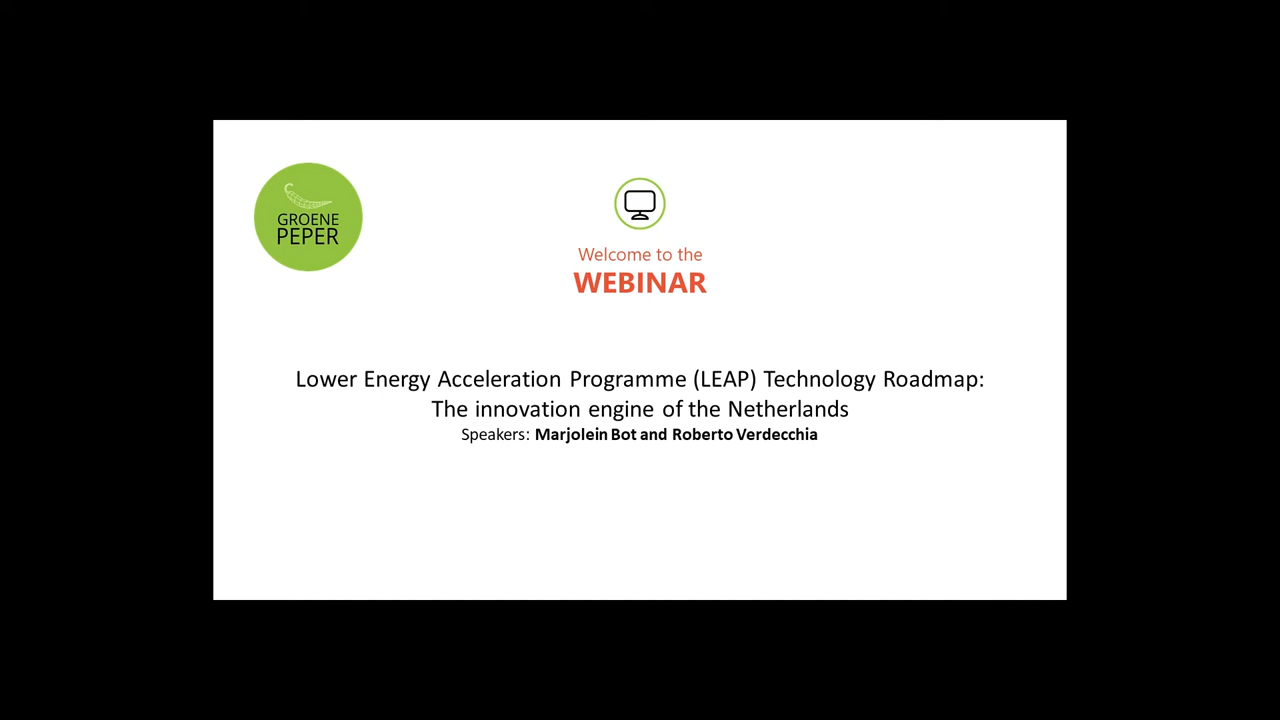 GROENE
PEPER
Welcome to the
WEBINAR
Lower Energy Acceleration Programme (LEAP) Technology Roadmap:
The innovation engine of the Netherlands
Speakers: Marjolein Bot and Roberto Verdecchia